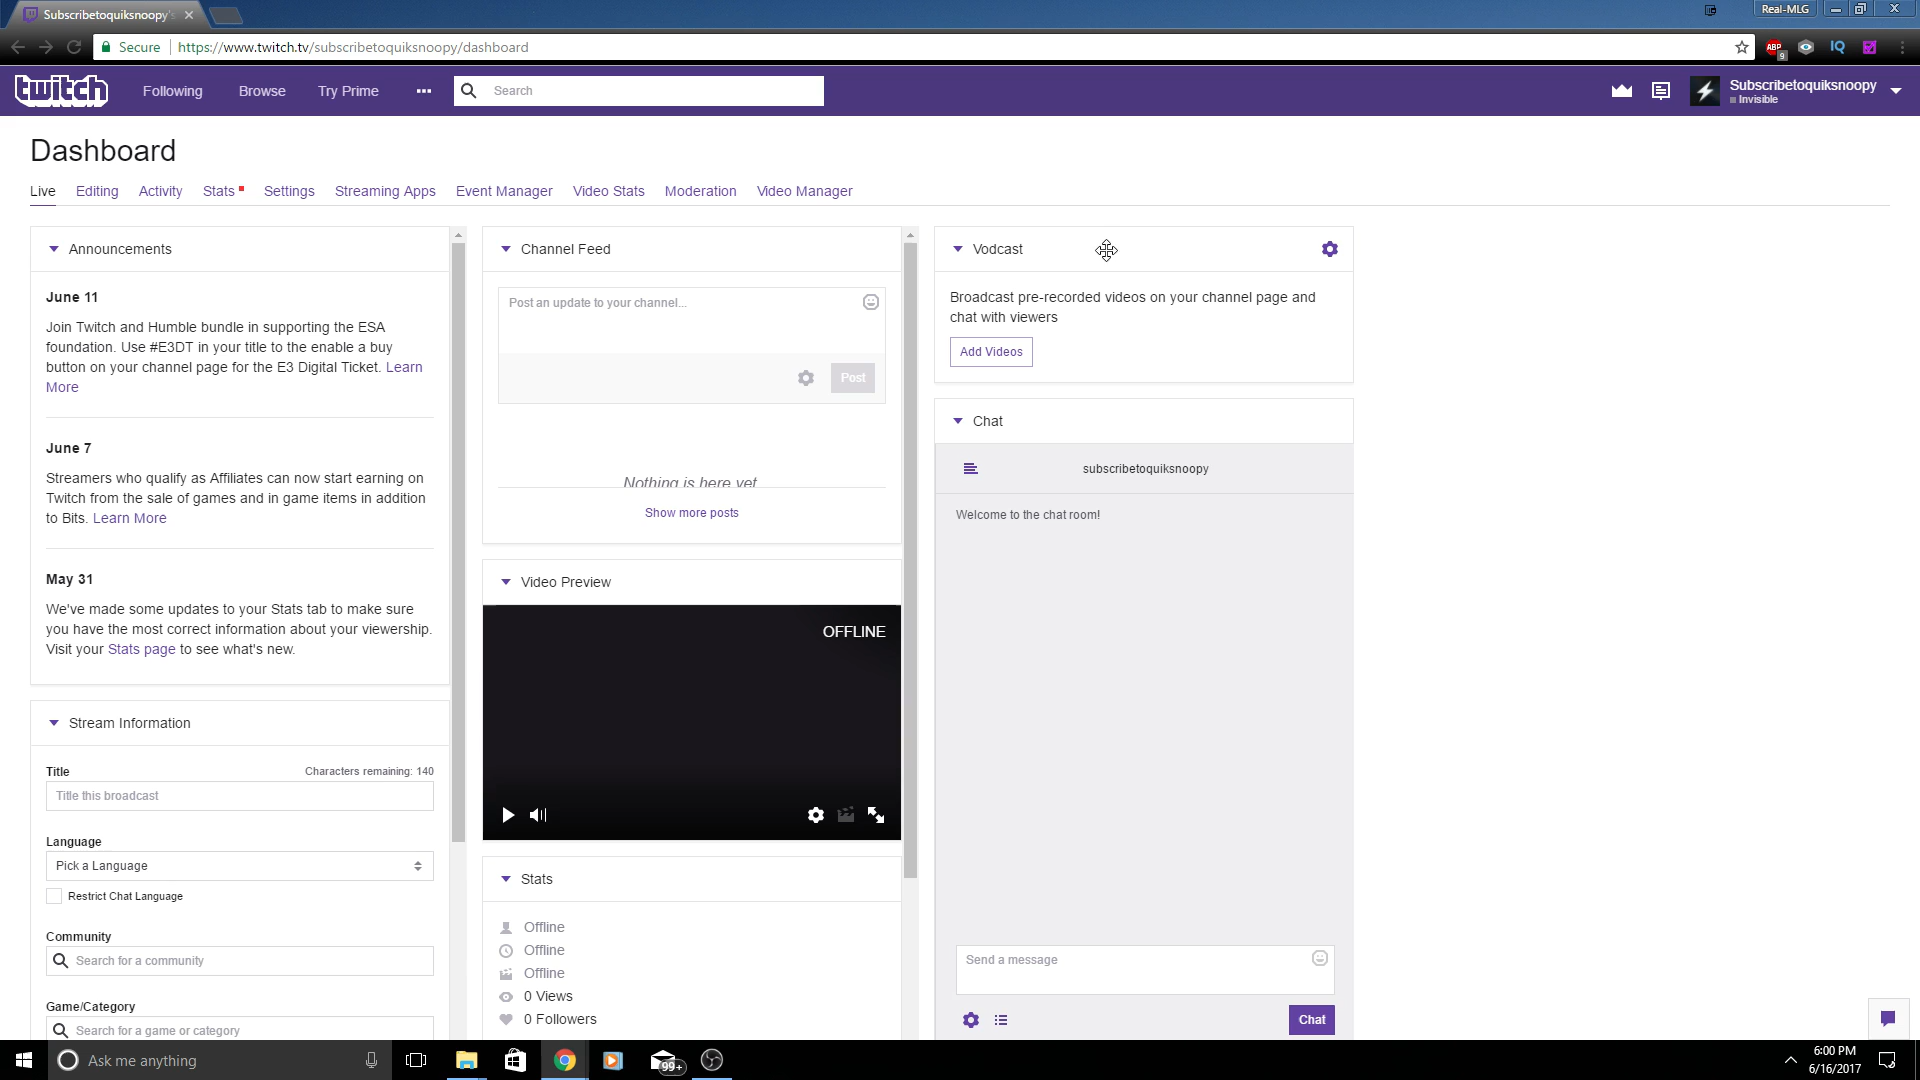 Subscribetoquiksnoopy's
Real-MLG
Secure
https://www.twitch.tv/subscribetoquiksnoopy/dashboard
ABP
9
IQ
twitch
Following
Browse
Try Prime
Search
Subscribetoquiksnoopy
Invisible
Dashboard
Live
Editing
Activity
Stats
Settings
Streaming Apps
Event Manager
Video Stats
Moderation
Video Manager
Announcements
June 11
Join Twitch and Humble bundle in supporting the ESA
foundation. Use #E3DT in your title to the enable a buy
button on your channel page for the E3 Digital Ticket. Learn
More
June 7
Streamers who qualify as Affiliates can now start earning on
Twitch from the sale of games and in game items in addition
to Bits. Learn More
May 31
We've made some updates to your Stats tab to make sure
you have the most correct information about your viewership.
Visit your Stats page to see what's new.
Stream Information
Title
Characters remaining: 140
Title this broadcast
Language
Pick a Language
Restrict Chat Language
Community
Search for a community
Game/Category
Search for a game or category
Channel Feed
Post an update to your channel...
Post
Nothing is here yet
Show more posts
Video Preview
OFFLINE
Stats
Offline
Offline
Offline
0 Views
0 Followers
Vodcast
Broadcast pre-recorded videos on your channel page and
chat with viewers
Add Videos
Chat
subscribetoquiksnoopy
Welcome to the chat room!
Send a message
Chat
Ask me anything
99+
6:00 PM
6/16/2017